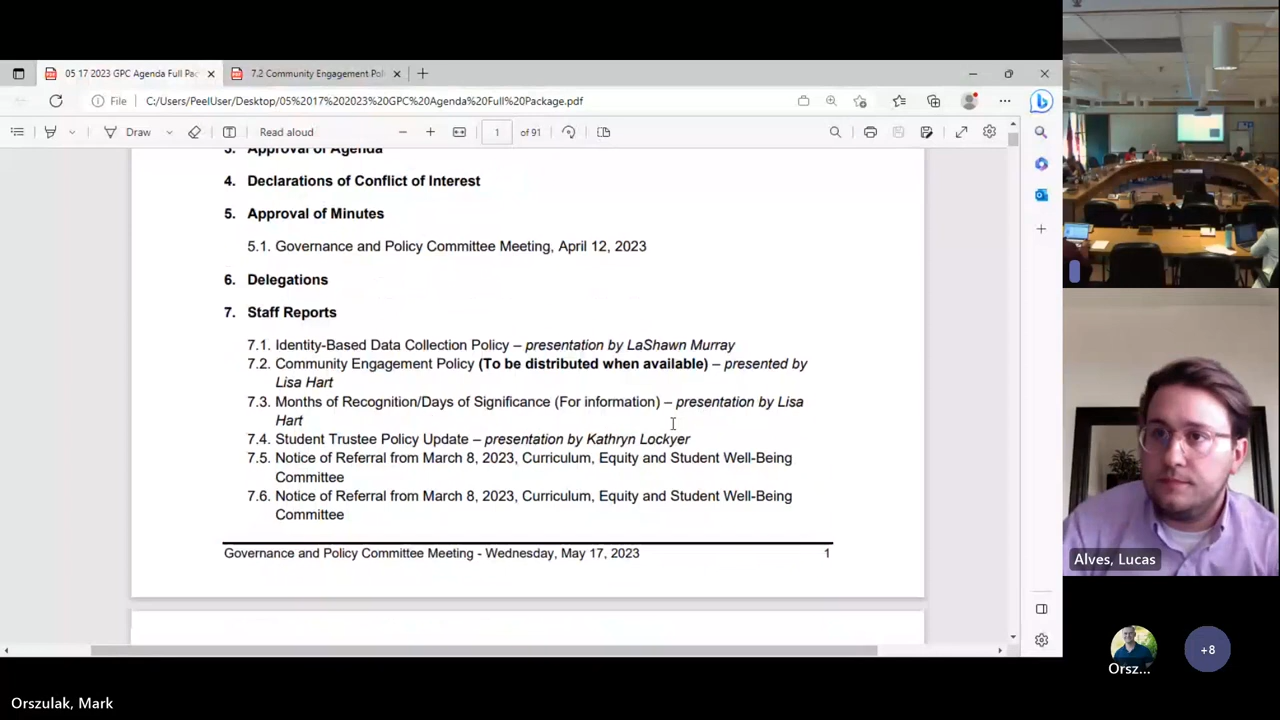 05 17 2023 GPC Agenda Full Pac
7.2 Community Engagement Poli
File
C:/Users/PeelUser/Desktop/05%2017%202023%20GPC%20Agenda%20Full%20Package.pdf
Draw
Read aloud
1
of 91
3. Approval of Agenda
4. Declarations of Conflict of Interest
5. Approval of Minutes
5.1. Governance and Policy Committee Meeting, April 12, 2023
6. Delegations
7. Staff Reports
7.1. Identity-Based Data Collection Policy – presentation by LaShawn Murray
7.2. Community Engagement Policy (To be distributed when available) – presented by
Lisa Hart
7.3. Months of Recognition/Days of Significance (For information) – presentation by Lisa
Hart
7.4. Student Trustee Policy Update – presentation by Kathryn Lockyer
7.5. Notice of Referral from March 8, 2023, Curriculum, Equity and Student Well-Being
Committee
7.6. Notice of Referral from March 8, 2023, Curriculum, Equity and Student Well-Being
Committee
Governance and Policy Committee Meeting - Wednesday, May 17, 2023 1
Alves, Lucas
Orsz...
+8
Orszulak, Mark